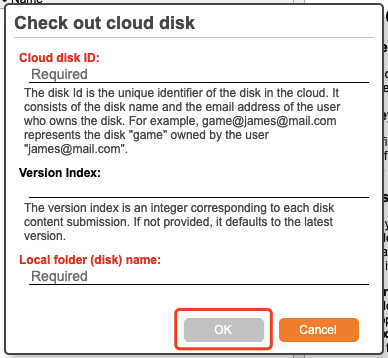 Name
Check out cloud disk
Cloud disk ID:
Required
The disk Id is the unique identifier of the disk in the cloud. It
consists of the disk name and the email address of the user
who owns the disk. For example, game@james@mail.com
represents the disk "game" owned by the user
"james@mail.com".
Version Index:
The version index is an integer corresponding to each disk
content submission. If not provided, it defaults to the latest
version.
Local folder (disk) name:
Required
OK
Cancel